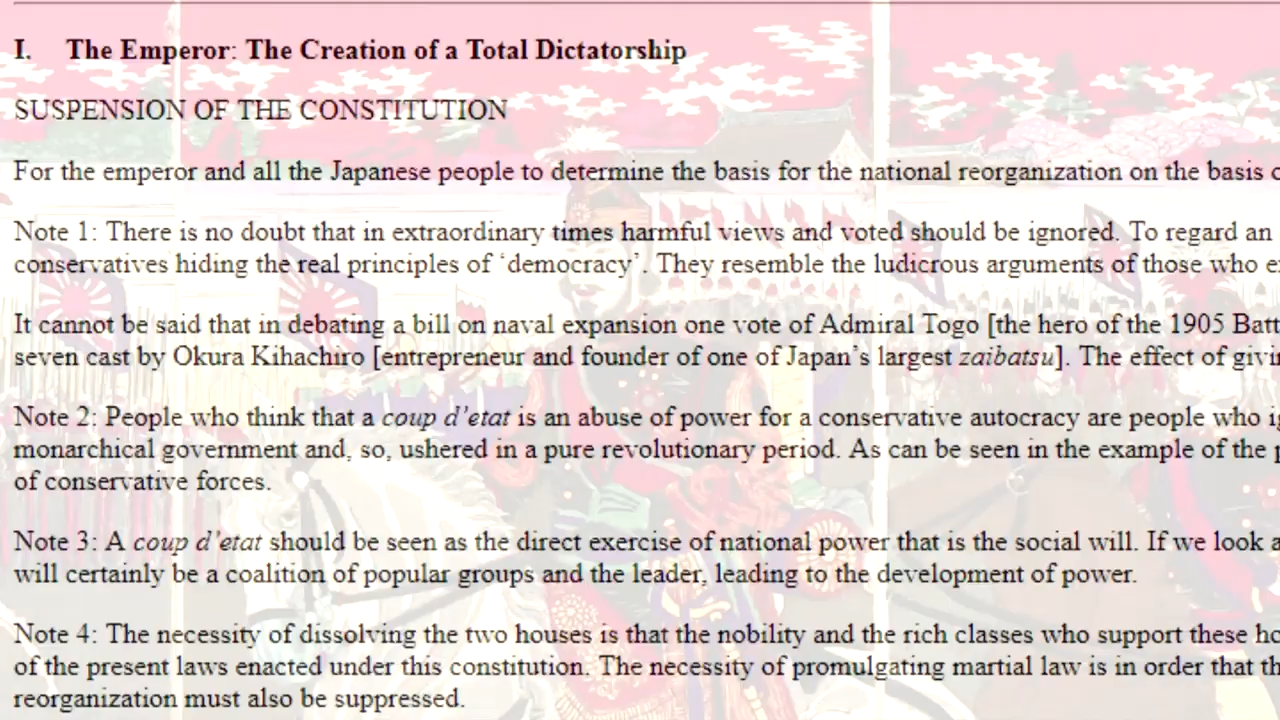 I. The Emperor: The Creation of a Total Dictatorship
SUSPENSION OF THE CONSTITUTION
For the emperor and all the Japanese people to determine the basis for the national reorganization on the basis
Note 1: There is no doubt that in extraordinary times harmful views and voted should be ignored. To regard an
conservatives hiding the real principles of ‘democracy’. They resemble the ludicrous arguments of those who
It cannot be said that in debating a bill on naval expansion one vote of Admiral Togo [the hero of the 1905
seven cast by Okura Kihachiro [entrepreneur and founder of one of Japan’s largest zaibatsu]. The effect of
Note 2: People who think that a coup d’etat is an abuse of power for a conservative autocracy are people who
monarchical government and, so, ushered in a pure revolutionary period. As can be seen in the example of the
of conservative forces.
Note 3: A coup d’etat should be seen as the direct exercise of national power that is the social will. If we look
will certainly be a coalition of popular groups and the leader, leading to the development of power.
Note 4: The necessity of dissolving the two houses is that the nobility and the rich classes who support these
of the present laws enacted under this constitution. The necessity of promulgating martial law is in order that
reorganization must also be suppressed.